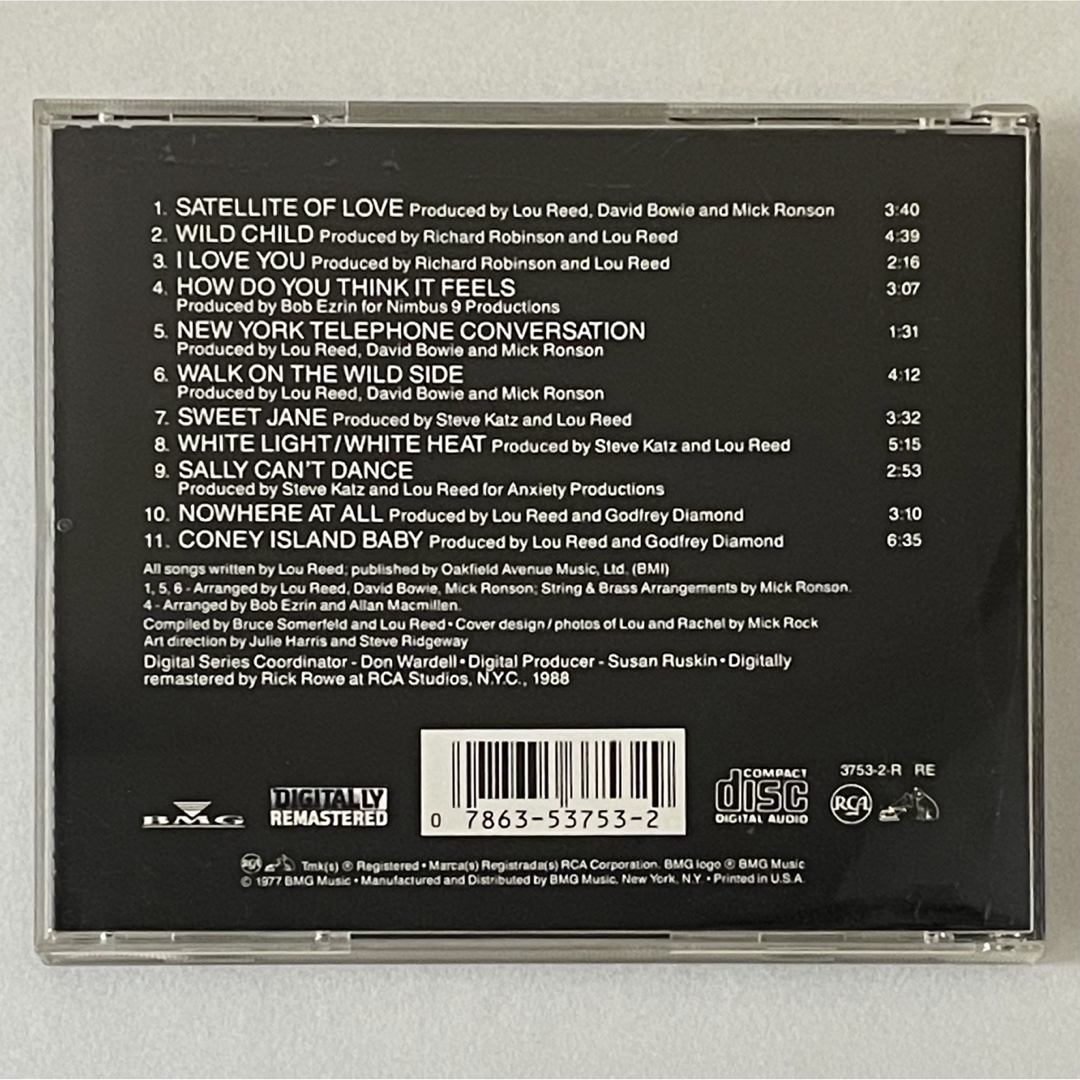 1. SATELLITE OF LOVE Produced by Lou Reed, David Bowie and Mick Ronson 3:40
2. WILD CHILD Produced by Richard Robinson and Lou Reed 4:39
3. I LOVE YOU Produced by Richard Robinson and Lou Reed 2:16
4. HOW DO YOU THINK IT FEELS 3:07
Produced by Bob Ezrin for Nimbus 9 Productions
5. NEW YORK TELEPHONE CONVERSATION 1:31
Produced by Lou Reed, David Bowie and Mick Ronson
6. WALK ON THE WILD SIDE 4:12
Produced by Lou Reed, David Bowie and Mick Ronson
7. SWEET JANE Produced by Steve Katz and Lou Reed 3:32
8. WHITE LIGHT/WHITE HEAT Produced by Steve Katz and Lou Reed 5:15
9. SALLY CAN'T DANCE 2:53
Produced by Steve Katz and Lou Reed for Anxiety Productions
10. NOWHERE AT ALL Produced by Lou Reed and Godfrey Diamond 3:10
11. CONEY ISLAND BABY Produced by Lou Reed and Godfrey Diamond 6:35
All songs written by Lou Reed; published by Oakfield Avenue Music, Ltd. (BMI)
1, 5, 6 - Arranged by Lou Reed, David Bowie, Mick Ronson; String & Brass Arrangements by Mick Ronson.
4 - Arranged by Bob Ezrin and Allan Macmillen.
Compiled by Bruce Somerfeld and Lou Reed • Cover design/photos of Lou and Rachel by Mick Rock
Art direction by Julie Harris and Steve Ridgeway
Digital Series Coordinator - Don Wardell • Digital Producer - Susan Ruskin • Digitally
remastered by Rick Rowe at RCA Studios, N.Y.C., 1988
BMG
DIGITALLY
REMASTERED
0 7863-53753-2
COMPACT
disc
DIGITAL AUDIO
3753-2-R RE
RCA
RCA Tmk(s) ® Registered • Marca(s) Registrada(s) RCA Corporation. BMG logo ® BMG Music
© 1977 BMG Music • Manufactured and Distributed by BMG Music, New York, N.Y. • Printed in U.S.A.